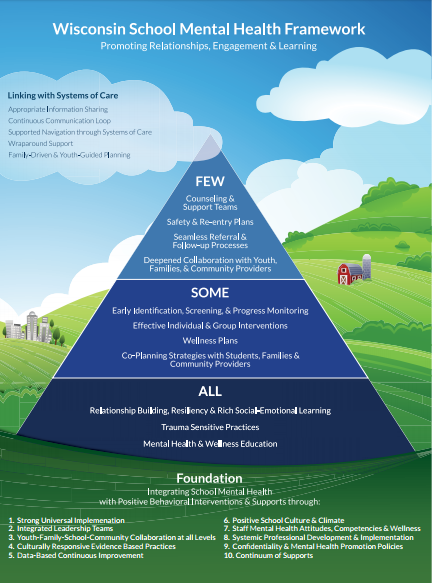 Wisconsin School Mental Health Framework
Promoting Relationships, Engagement & Learning
Linking with Systems of Care
Appropriate Information Sharing
Continuous Communication Loop
Supported Navigation through Systems of Care
Wraparound Support
Family-Driven & Youth-Guided Planning
FEW
Counseling &
Support Teams
Safety & Re-entry Plans
Seamless Referral &
Follow-up Processes
Deepened Collaboration with Youth,
Families, & Community Providers
SOME
Early Identification, Screening, & Progress Monitoring
Effective Individual & Group Interventions
Wellness Plans
Co-Planning Strategies with Students, Families &
Community Providers
ALL
Relationship Building, Resiliency & Rich Social-Emotional Learning
Trauma Sensitive Practices
Mental Health & Wellness Education
Foundation
Integrating School Mental Health
with Positive Behavioral Interventions & Supports through:
1. Strong Universal Implemenation
2. Integrated Leadership Teams
3. Youth-Family-School-Community Collaboration at all Levels
4. Culturally Responsive Evidence Based Practices
5. Data-Based Continuous Improvement
6. Positive School Culture & Climate
7. Staff Mental Health Attitudes, Competencies & Wellness
8. Systemic Professional Development & Implementation
9. Confidentiality & Mental Health Promotion Policies
10. Continuum of Supports